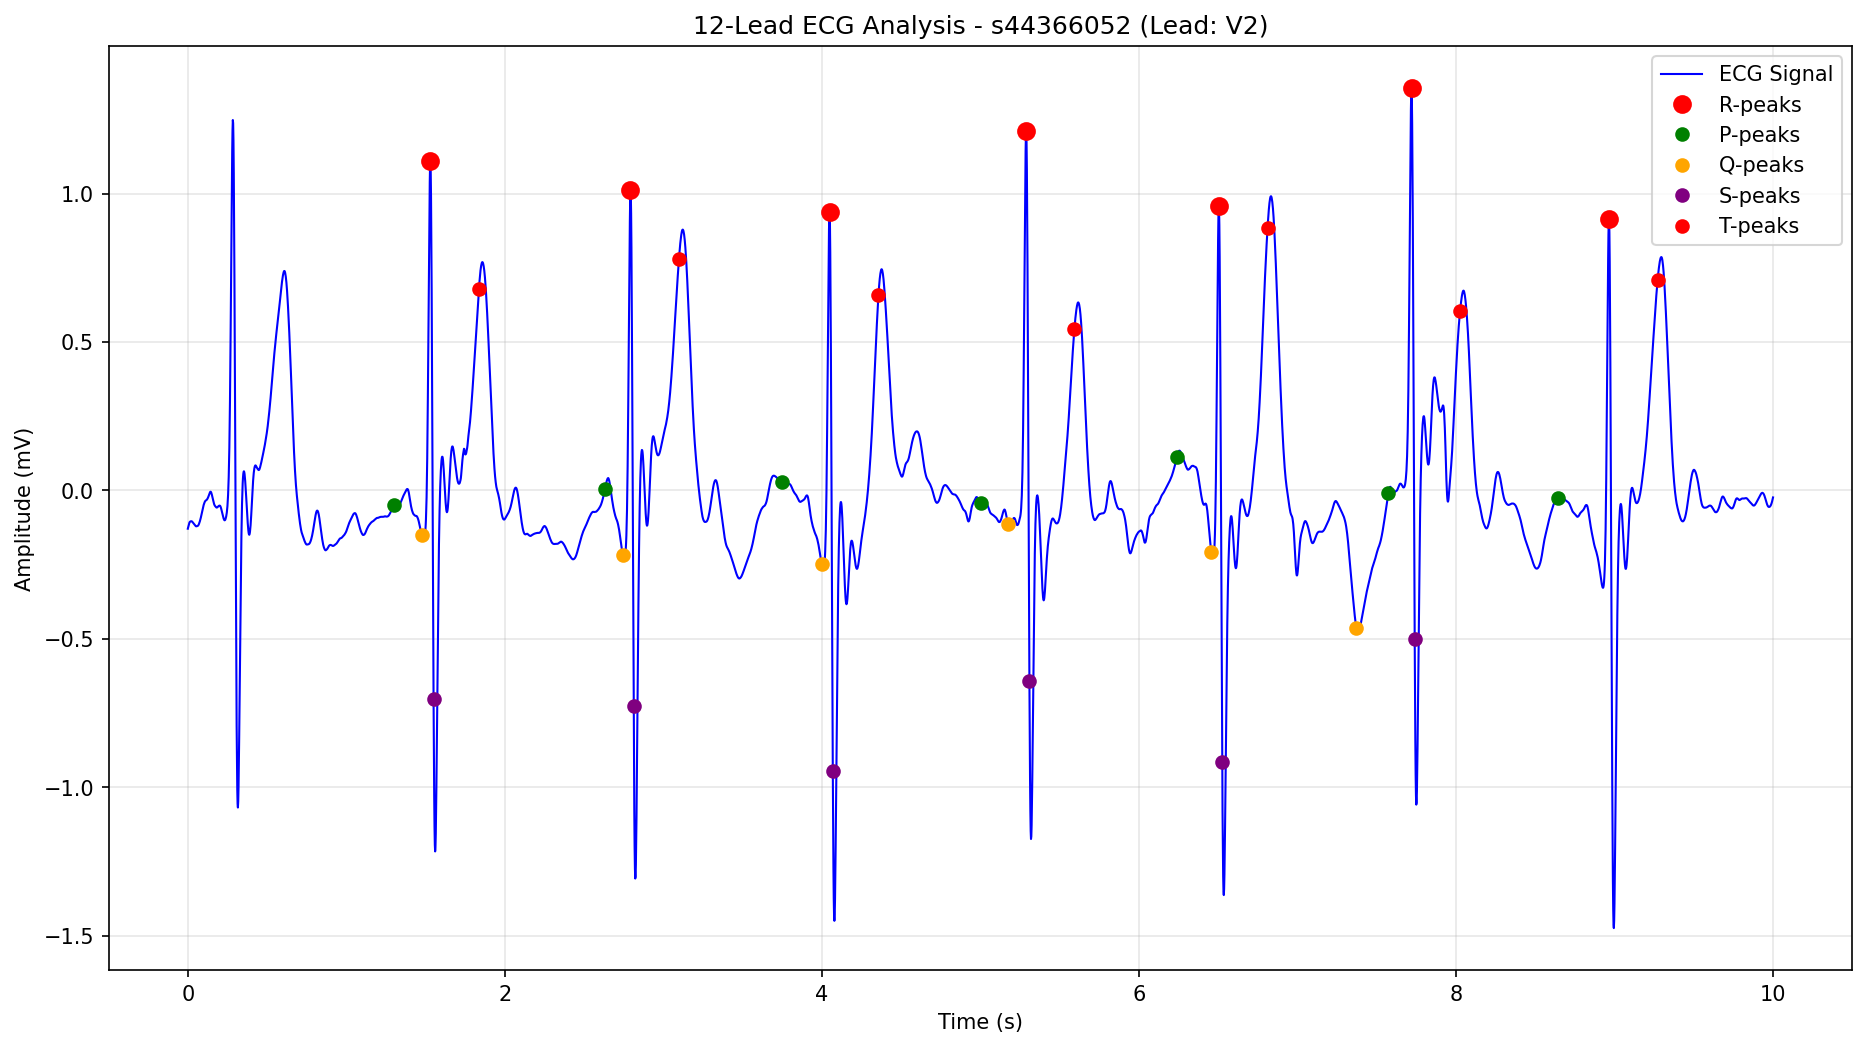 12-Lead ECG Analysis - s44366052 (Lead: V2)
ECG Signal
R-peaks
P-peaks
Q-peaks
S-peaks
T-peaks
Amplitude (mV)
1.0
0.5
0.0
−0.5
−1.0
−1.5
0 2 4 6 8 10
Time (s)